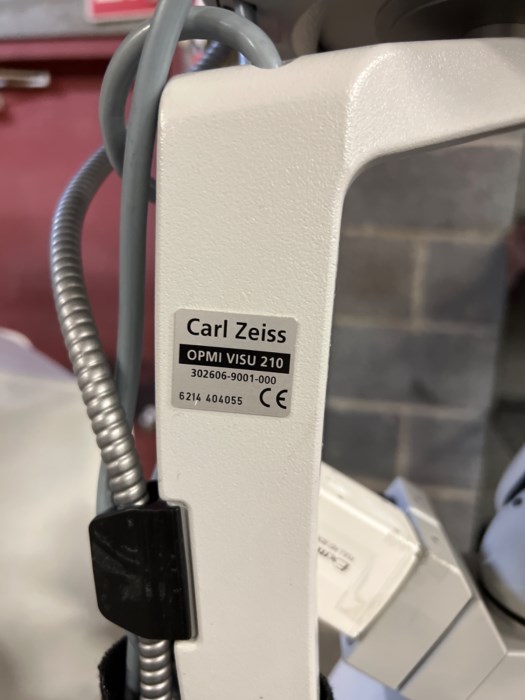 Carl Zeiss
OPMI VISU 210
302606-9001-000
6214 404055 CE